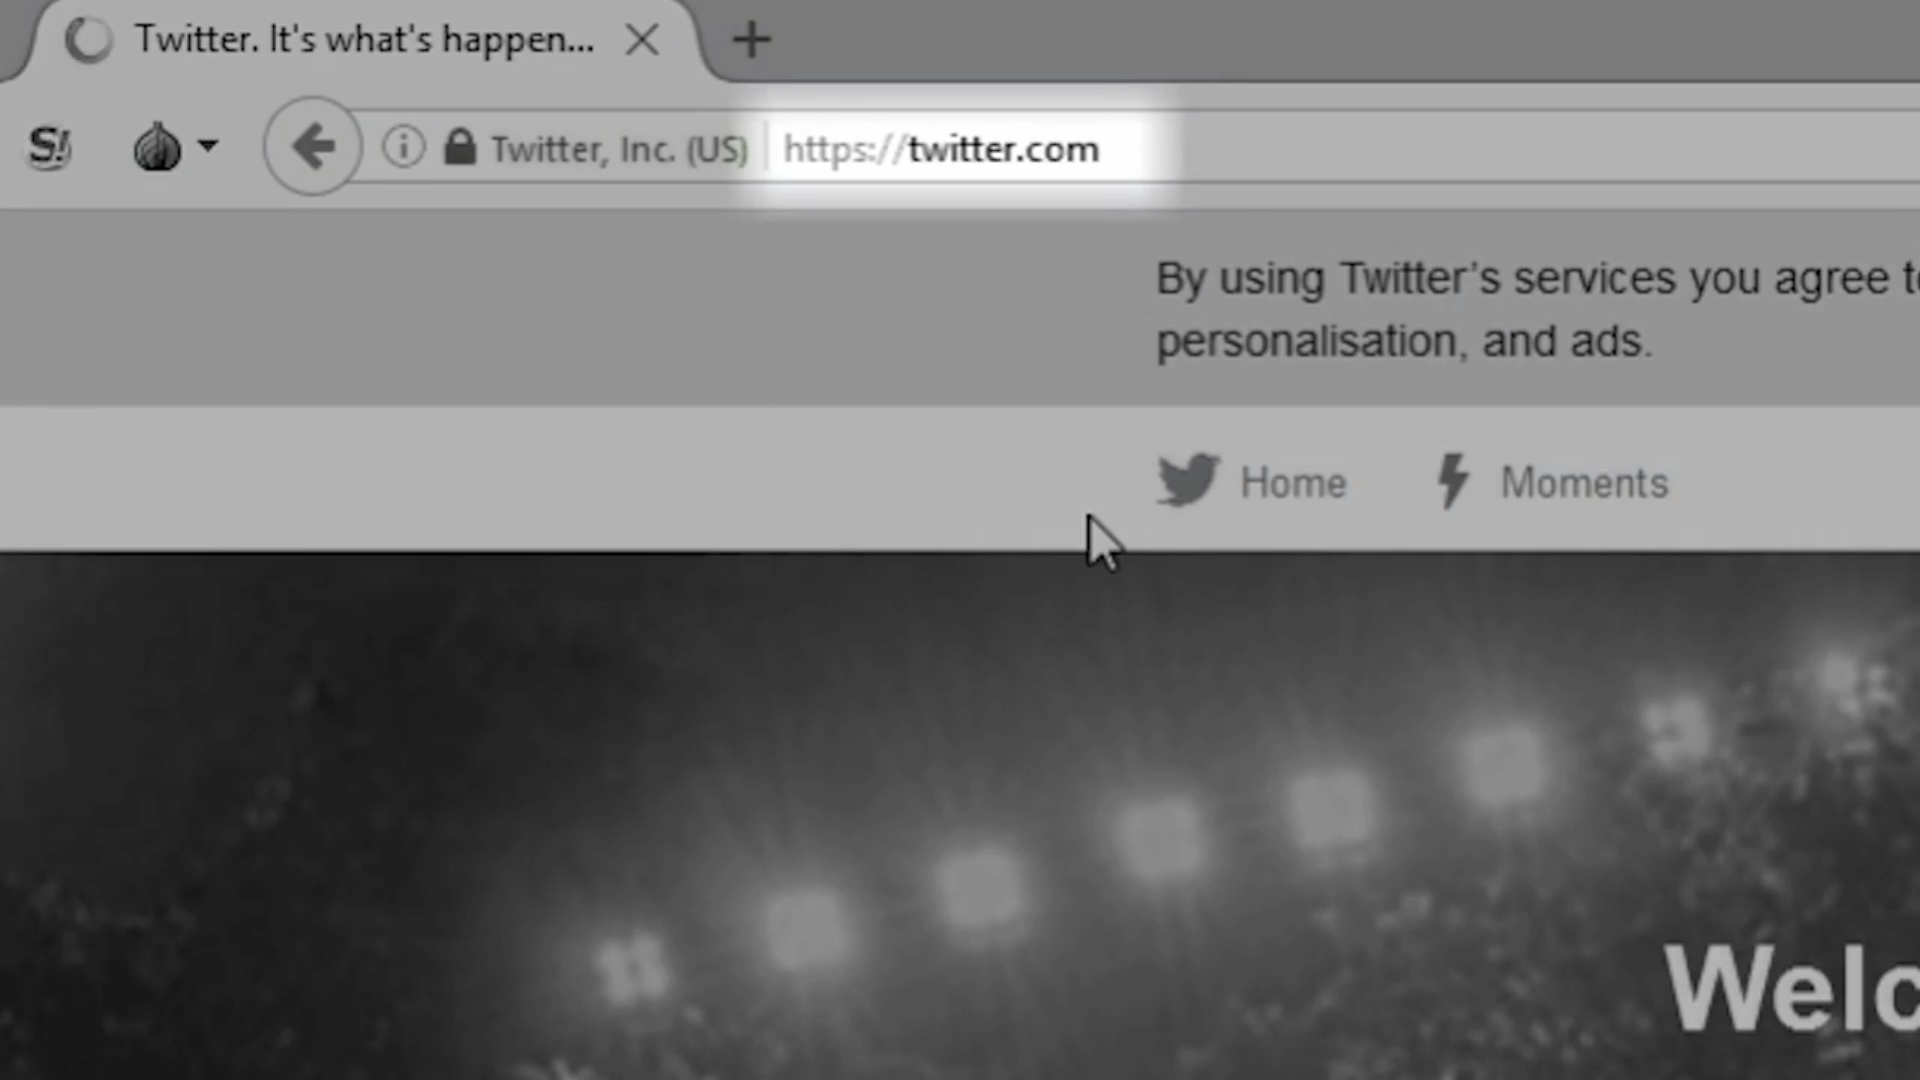 Twitter. It's what's happen...
S!
Twitter, Inc. (US) https://twitter.com
By using Twitter’s services you agree to
personalisation, and ads.
Home Moments
Welc